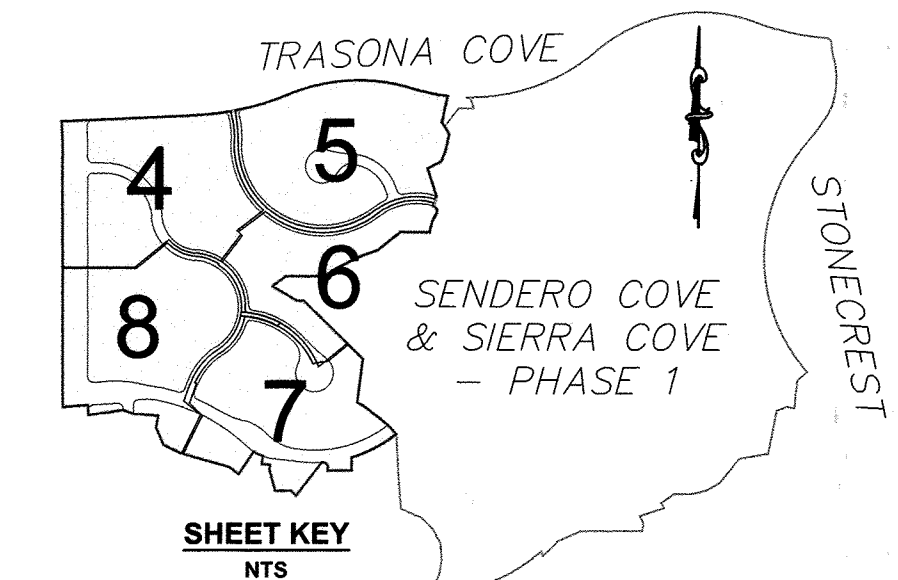 TRASONA COVE
5
4
STONECREST
6
SENDERO COVE
8
& SIERRA COVE
- PHASE 1
7
SHEET KEY
NTS